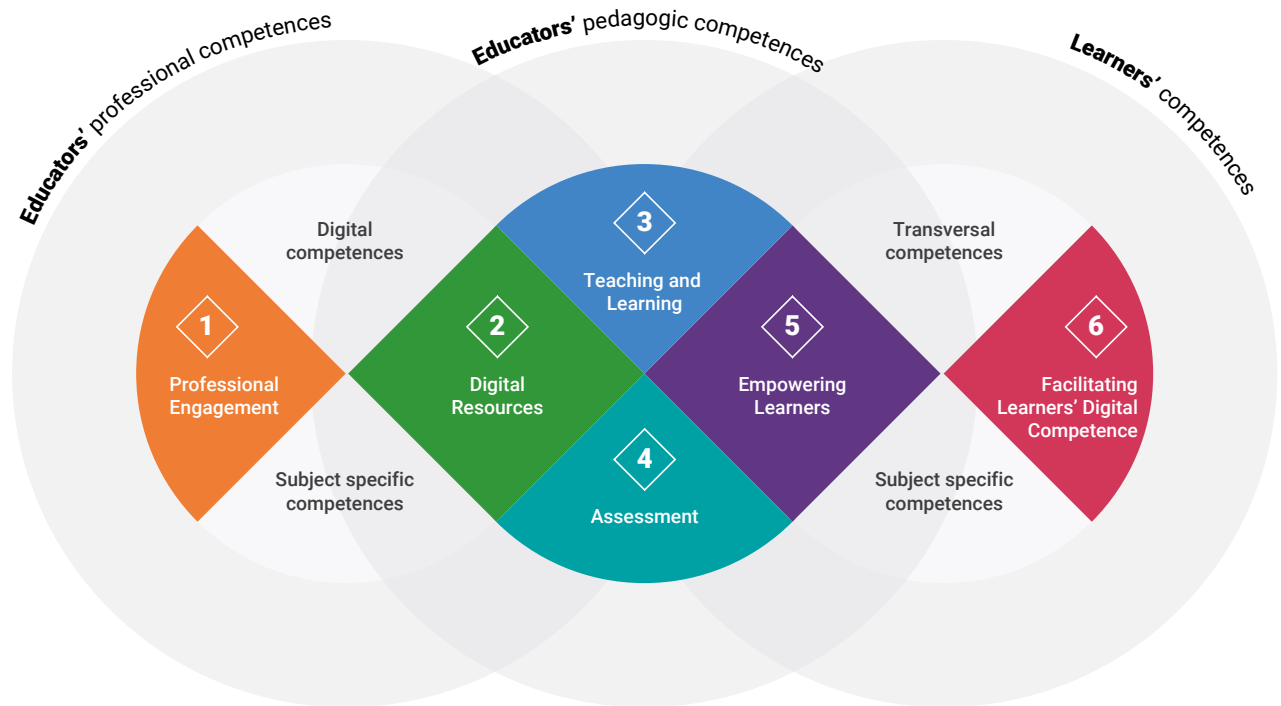 Educators’ professional competences
Educators’ pedagogic competences
Learners’ competences
Digital
competences
Subject specific
competences
Transversal
competences
Subject specific
competences
1
Professional
Engagement
2
Digital
Resources
3
Teaching and
Learning
4
Assessment
5
Empowering
Learners
6
Facilitating
Learners’ Digital
Competence